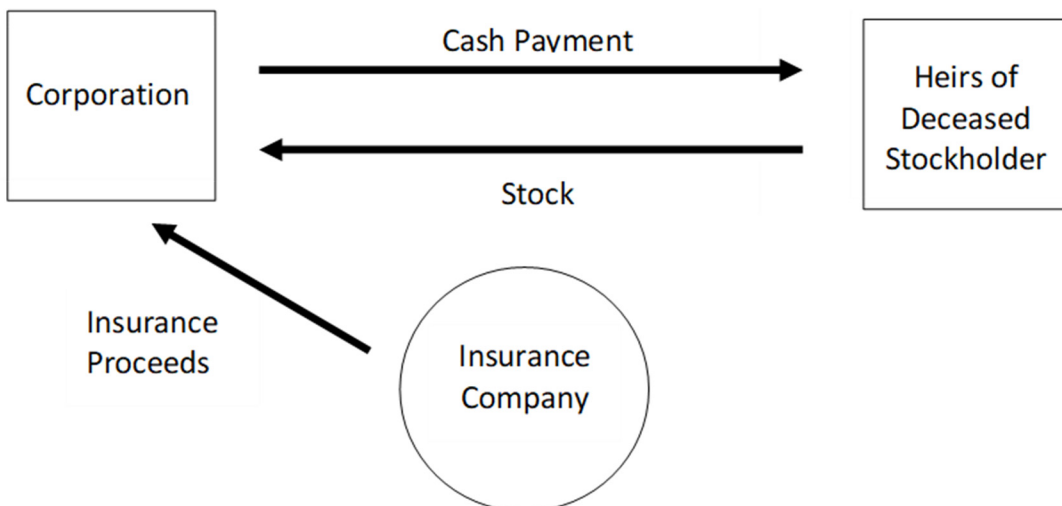 Cash Payment
Corporation
Heirs of
Deceased
Stockholder
Stock
Insurance
Proceeds
Insurance
Company